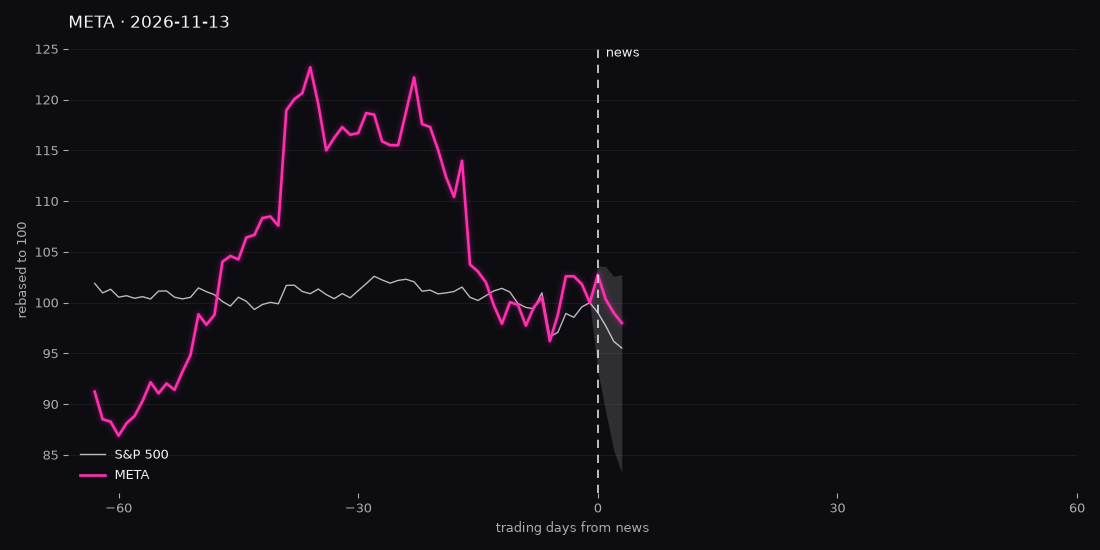 META · 2026-11-13
125
120
115
110
105
100
95
90
85
rebased to 100
news
S&P 500
META
−60
−30
0
30
60
trading days from news